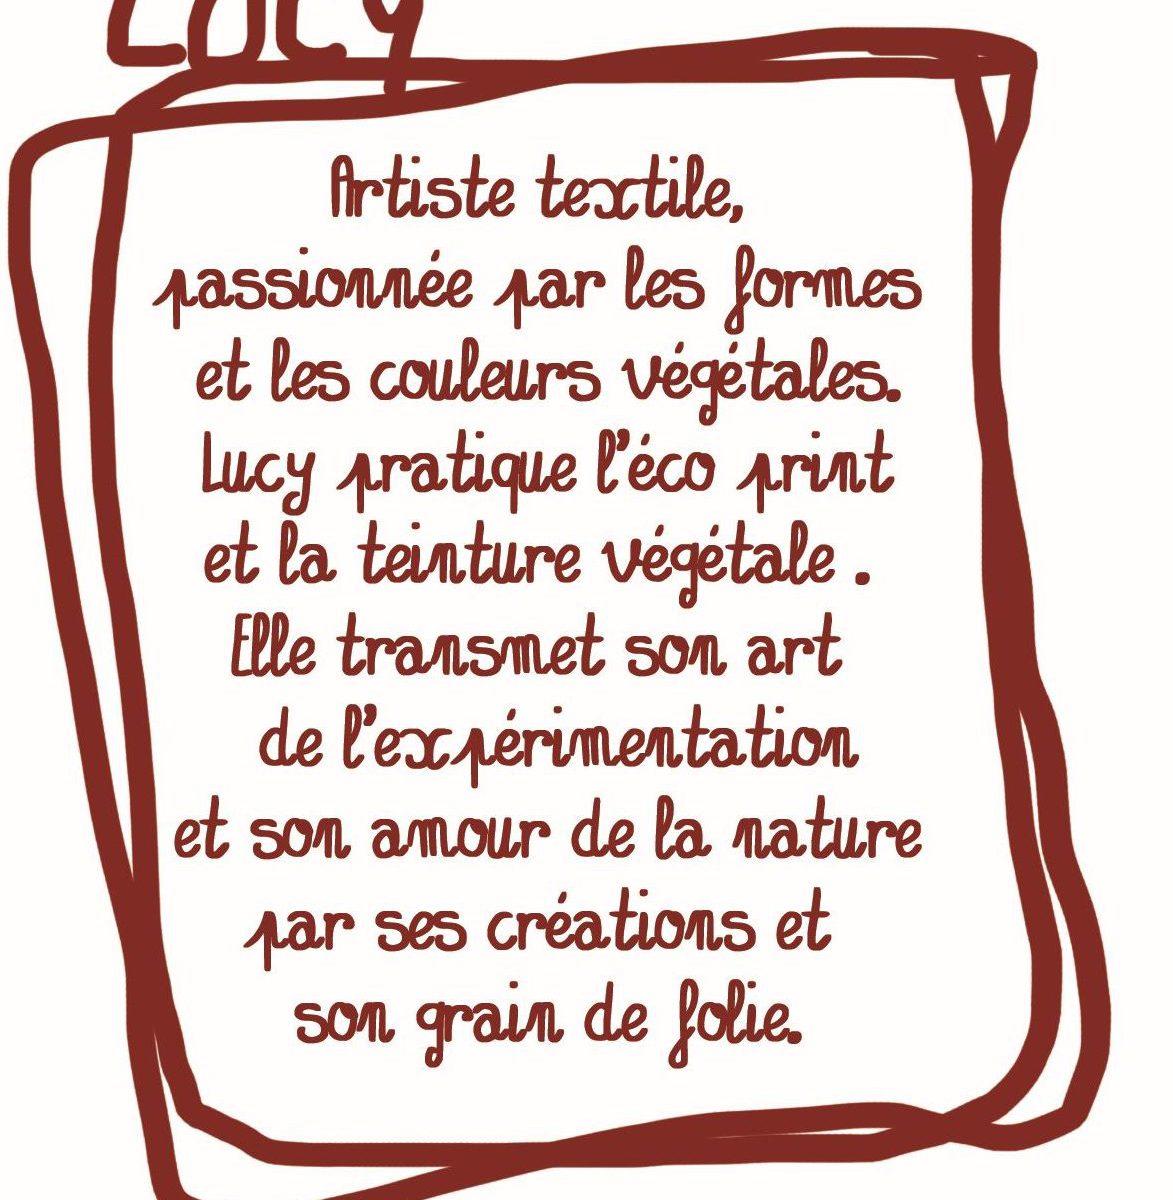 LUCY
Artiste textile,
passionnée par les formes
et les couleurs végétales.
Lucy pratique l'éco print
et la teinture végétale .
Elle transmet son art
de l'expérimentation
et son amour de la nature
par ses créations et
son grain de folie.